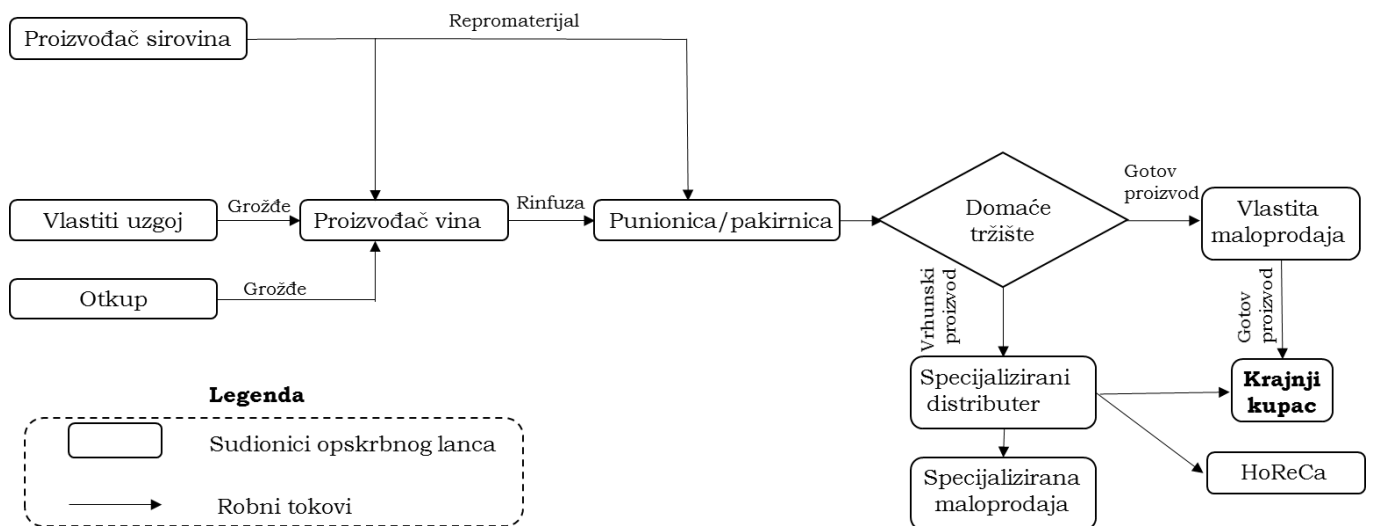 Repromaterijal
Proizvođač sirovina
Vlastiti uzgoj
Grožđe
Proizvođač vina
Rinfuza
Punionica/pakirnica
Domaće
tržište
Gotov
proizvod
Vlastita
maloprodaja
Otkup
Grožđe
Vrhunski
proizvod
Gotov
proizvod
Specijalizirani
distributer
Krajnji
kupac
Specijalizirana
maloprodaja
HoReCa
Legenda
Sudionici opskrbnog lanca
Robni tokovi